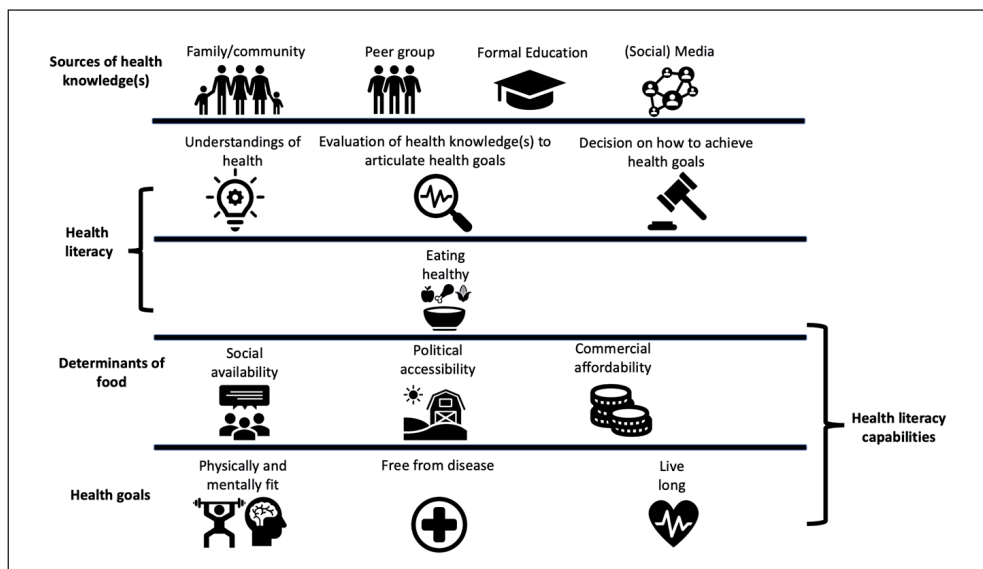 Sources of health
knowledge(s)
Family/community
Peer group
Formal Education
(Social) Media
Understandings of
health
Evaluation of health knowledge(s) to
articulate health goals
Decision on how to achieve
health goals
Health
literacy
Eating
healthy
Determinants of
food
Social
availability
Political
accessibility
Commercial
affordability
Health literacy
capabilities
Health goals
Physically and
mentally fit
Free from disease
Live
long